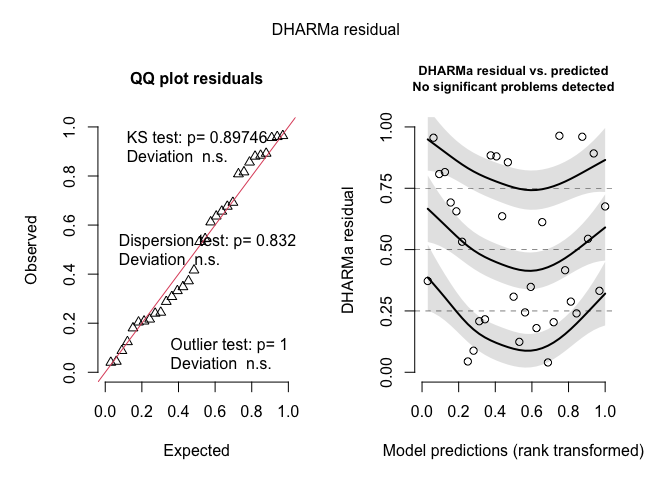 DHARMa residual
QQ plot residuals
KS test: p= 0.89746
Deviation n.s.
Dispersion test: p= 0.832
Deviation n.s.
Outlier test: p= 1
Deviation n.s.
Observed
0.0 0.2 0.4 0.6 0.8 1.0
0.0 0.2 0.4 0.6 0.8 1.0
Expected
DHARMa residual vs. predicted
No significant problems detected
DHARMa residual
0.00 0.25 0.50 0.75 1.00
0.0 0.2 0.4 0.6 0.8 1.0
Model predictions (rank transformed)